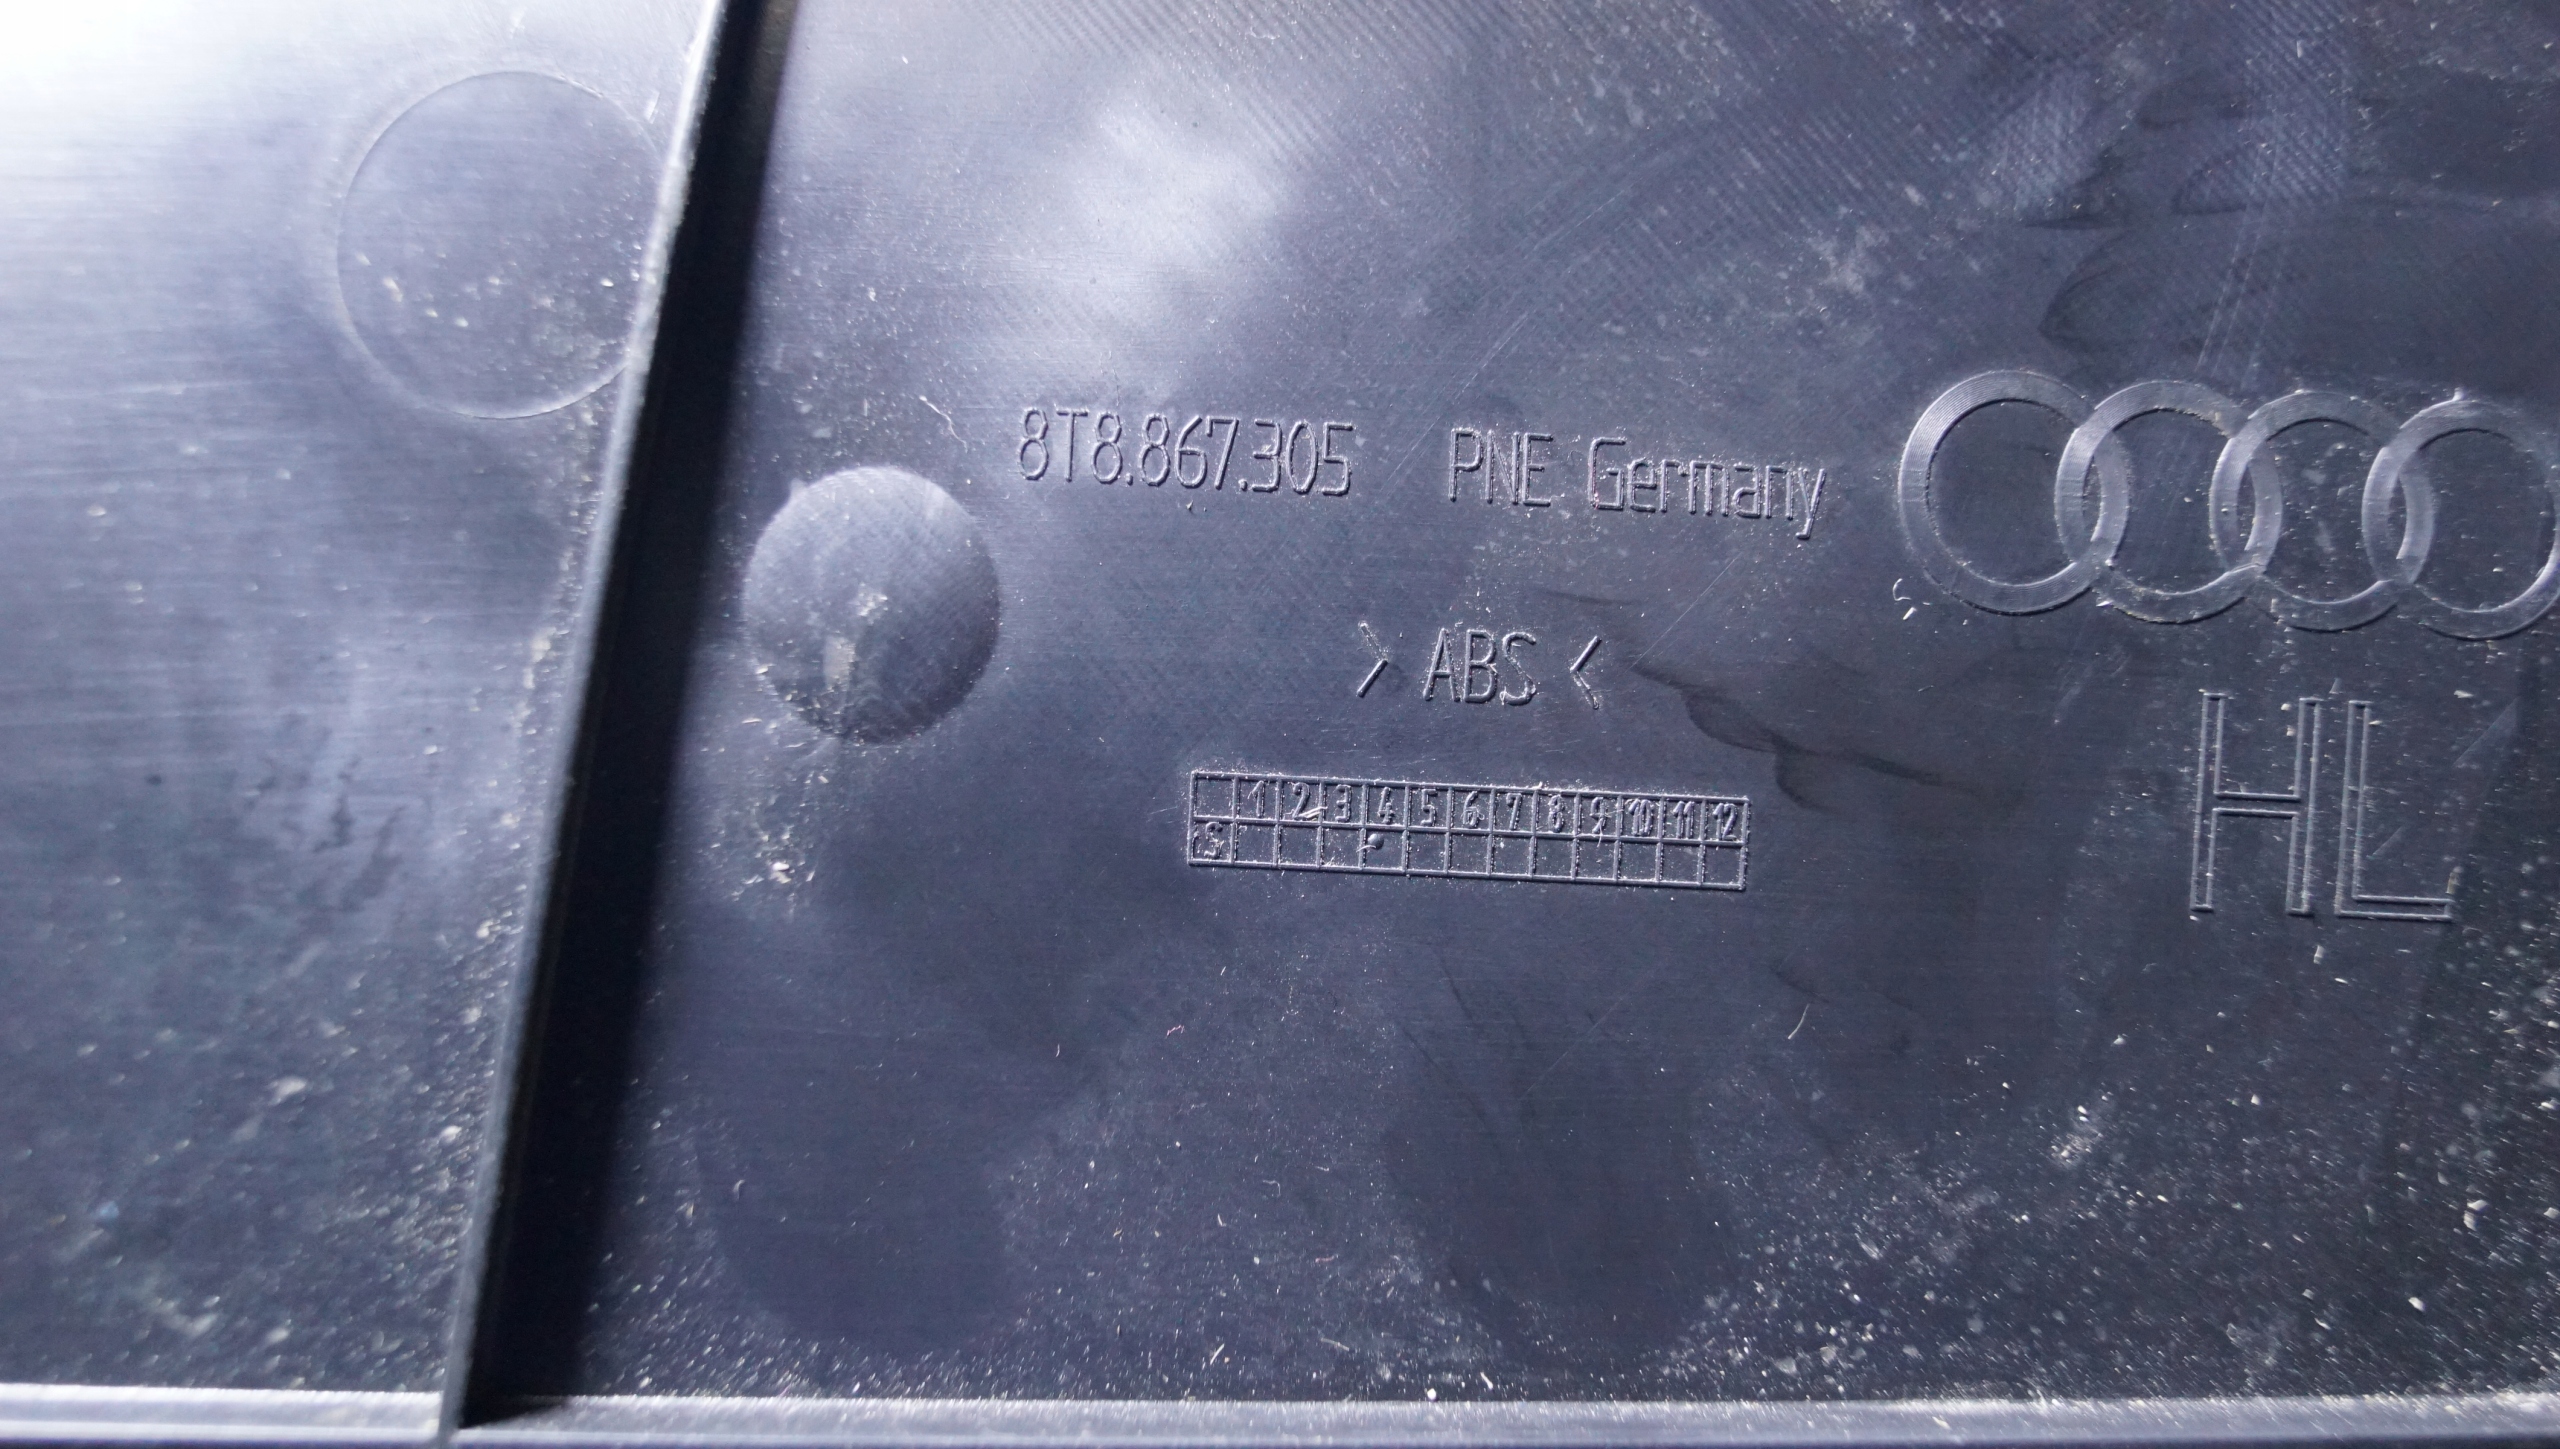 8T8.867.305 PNE Germany
> ABS <
HL
1 2 3 4 5 6 7 8 9 10 11 12